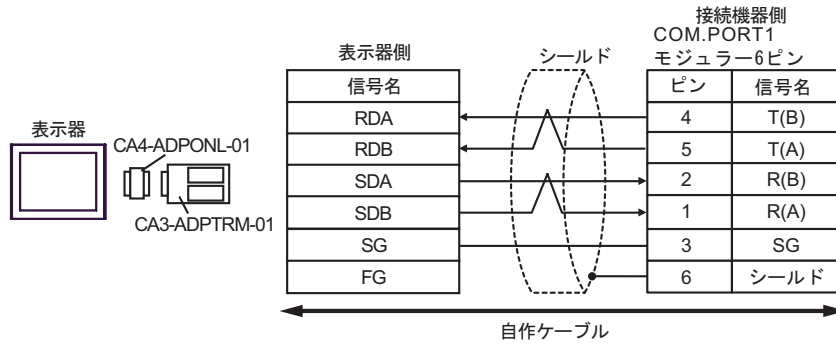 接続機器側
COM.PORT1
モジュラー6ピン
表示器側
シールド
信号名
ピン
信号名
RDA
4
T(B)
RDB
5
T(A)
SDA
2
R(B)
SDB
1
R(A)
SG
3
SG
FG
6
シールド
表示器
CA4-ADPONL-01
CA3-ADPTRM-01
自作ケーブル